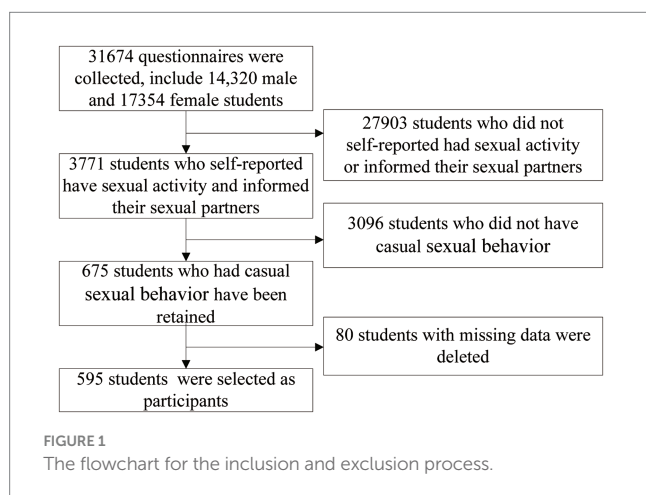 31674 questionnaires were
collected, include 14,320 male
and 17354 female students
27903 students who did not
self-reported had sexual activity
or informed their sexual partners
3771 students who self-reported
have sexual activity and informed
their sexual partners
3096 students who did not have
casual sexual behavior
675 students who had casual
sexual behavior have been
retained
80 students with missing data were
deleted
595 students were selected as
participants
FIGURE 1
The flowchart for the inclusion and exclusion process.